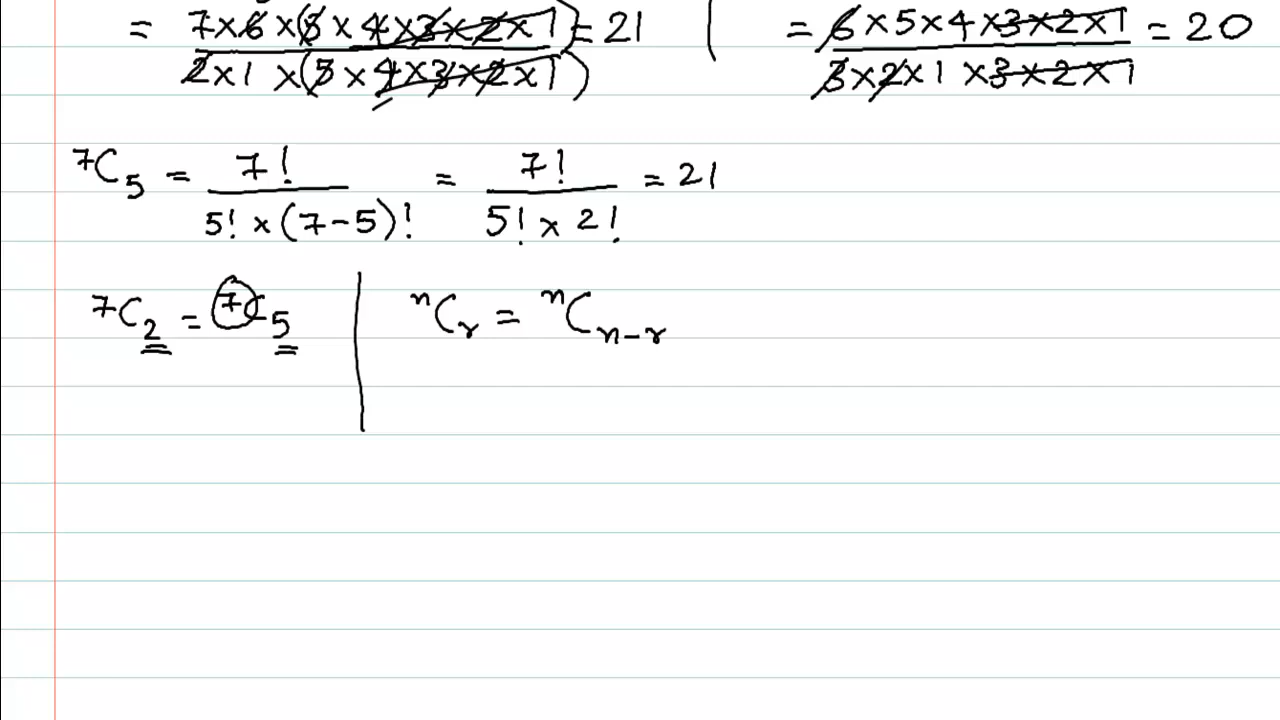 = 7×6×(5×4×3×2×1) = 21
2×1×(5×4×3×2×1)
= 6×5×4×3×2×1 = 20
3×2×1×3×2×1
⁷C₅ = 7! / 5!×(7−5)! = 7! / 5!×2! = 21
⁷C₂ = ⁷C₅
ⁿCᵣ = ⁿCₙ₋ᵣ